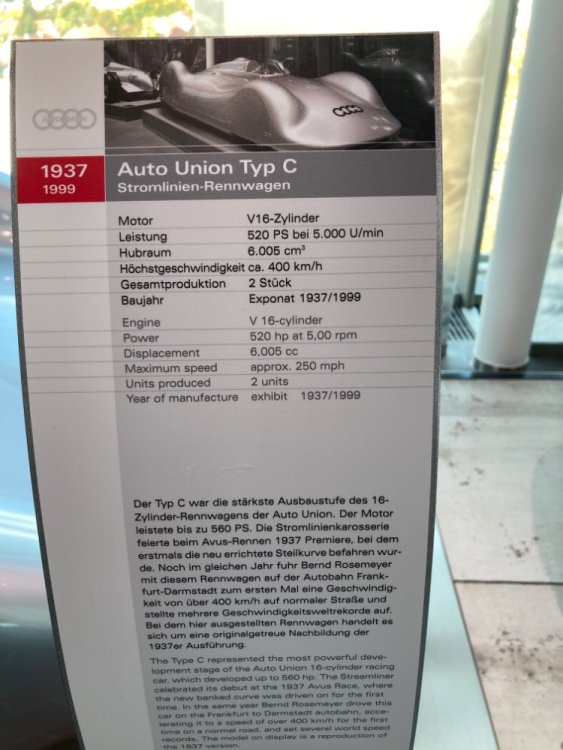 1937
1999
Auto Union Typ C
Stromlinien-Rennwagen
Motor V16-Zylinder
Leistung 520 PS bei 5.000 U/min
Hubraum 6.005 cm³
Höchstgeschwindigkeit ca. 400 km/h
Gesamtproduktion 2 Stück
Baujahr Exponat 1937/1999
Engine V 16-cylinder
Power 520 hp at 5,00 rpm
Displacement 6,005 cc
Maximum speed approx. 250 mph
Units produced 2 units
Year of manufacture exhibit 1937/1999
Der Typ C war die stärkste Ausbaustufe des 16-
Zylinder-Rennwagens der Auto Union. Der Motor
leistete bis zu 560 PS. Die Stromlinienkarosserie
feierte beim Avus-Rennen 1937 Premiere, bei dem
erstmals die neu errichtete Steilkurve befahren wur-
de. Noch im gleichen Jahr fuhr Bernd Rosemeyer
mit diesem Rennwagen auf der Autobahn Frank-
furt-Darmstadt zum ersten Mal eine Geschwindig-
keit von über 400 km/h auf normaler Straße und
stellte mehrere Geschwindigkeitsweltrekorde auf.
Bei dem hier ausgestellten Rennwagen handelt es
sich um eine originalgetreue Nachbildung der
1937er Ausführung.
The Type C represented the most powerful deve-
lopment stage of the Auto Union 16-cylinder racing
car, which developed up to 560 hp. The Streamliner
celebrated its debut at the 1937 Avus Race, where
the new banked curve was driven on for the first
time. In the same year Bernd Rosemeyer drove this
car on the Frankfurt to Darmstadt autobahn, acce-
lerating it to a speed of over 400 km/h for the first
time on a normal road, and set several world speed
records. The model on display is a reproduction of
the 1937 version.